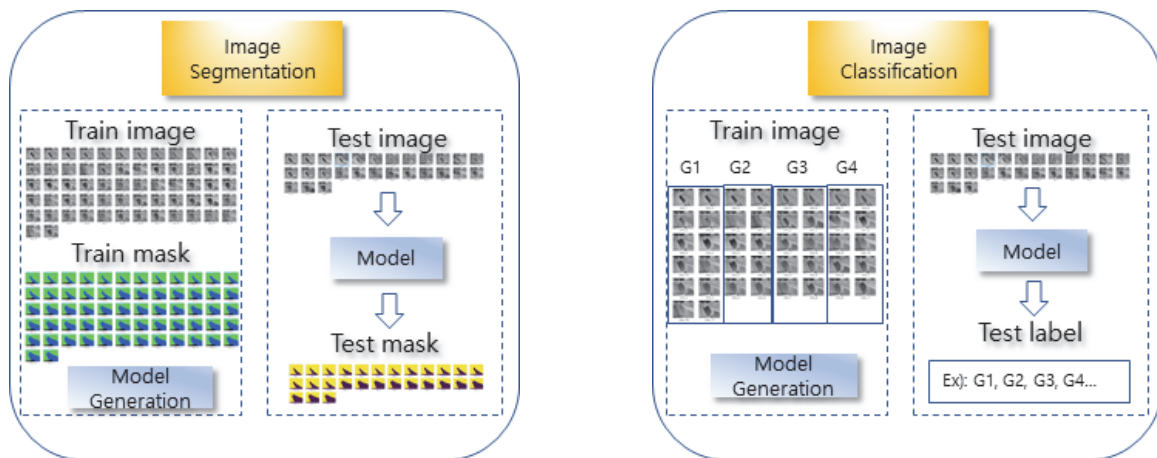 Image
Segmentation
Train image
Train mask
Model
Generation
Test image
Model
Test mask
Image
Classification
Train image
G1 G2 G3 G4
Model
Generation
Test image
Model
Test label
Ex): G1, G2, G3, G4...